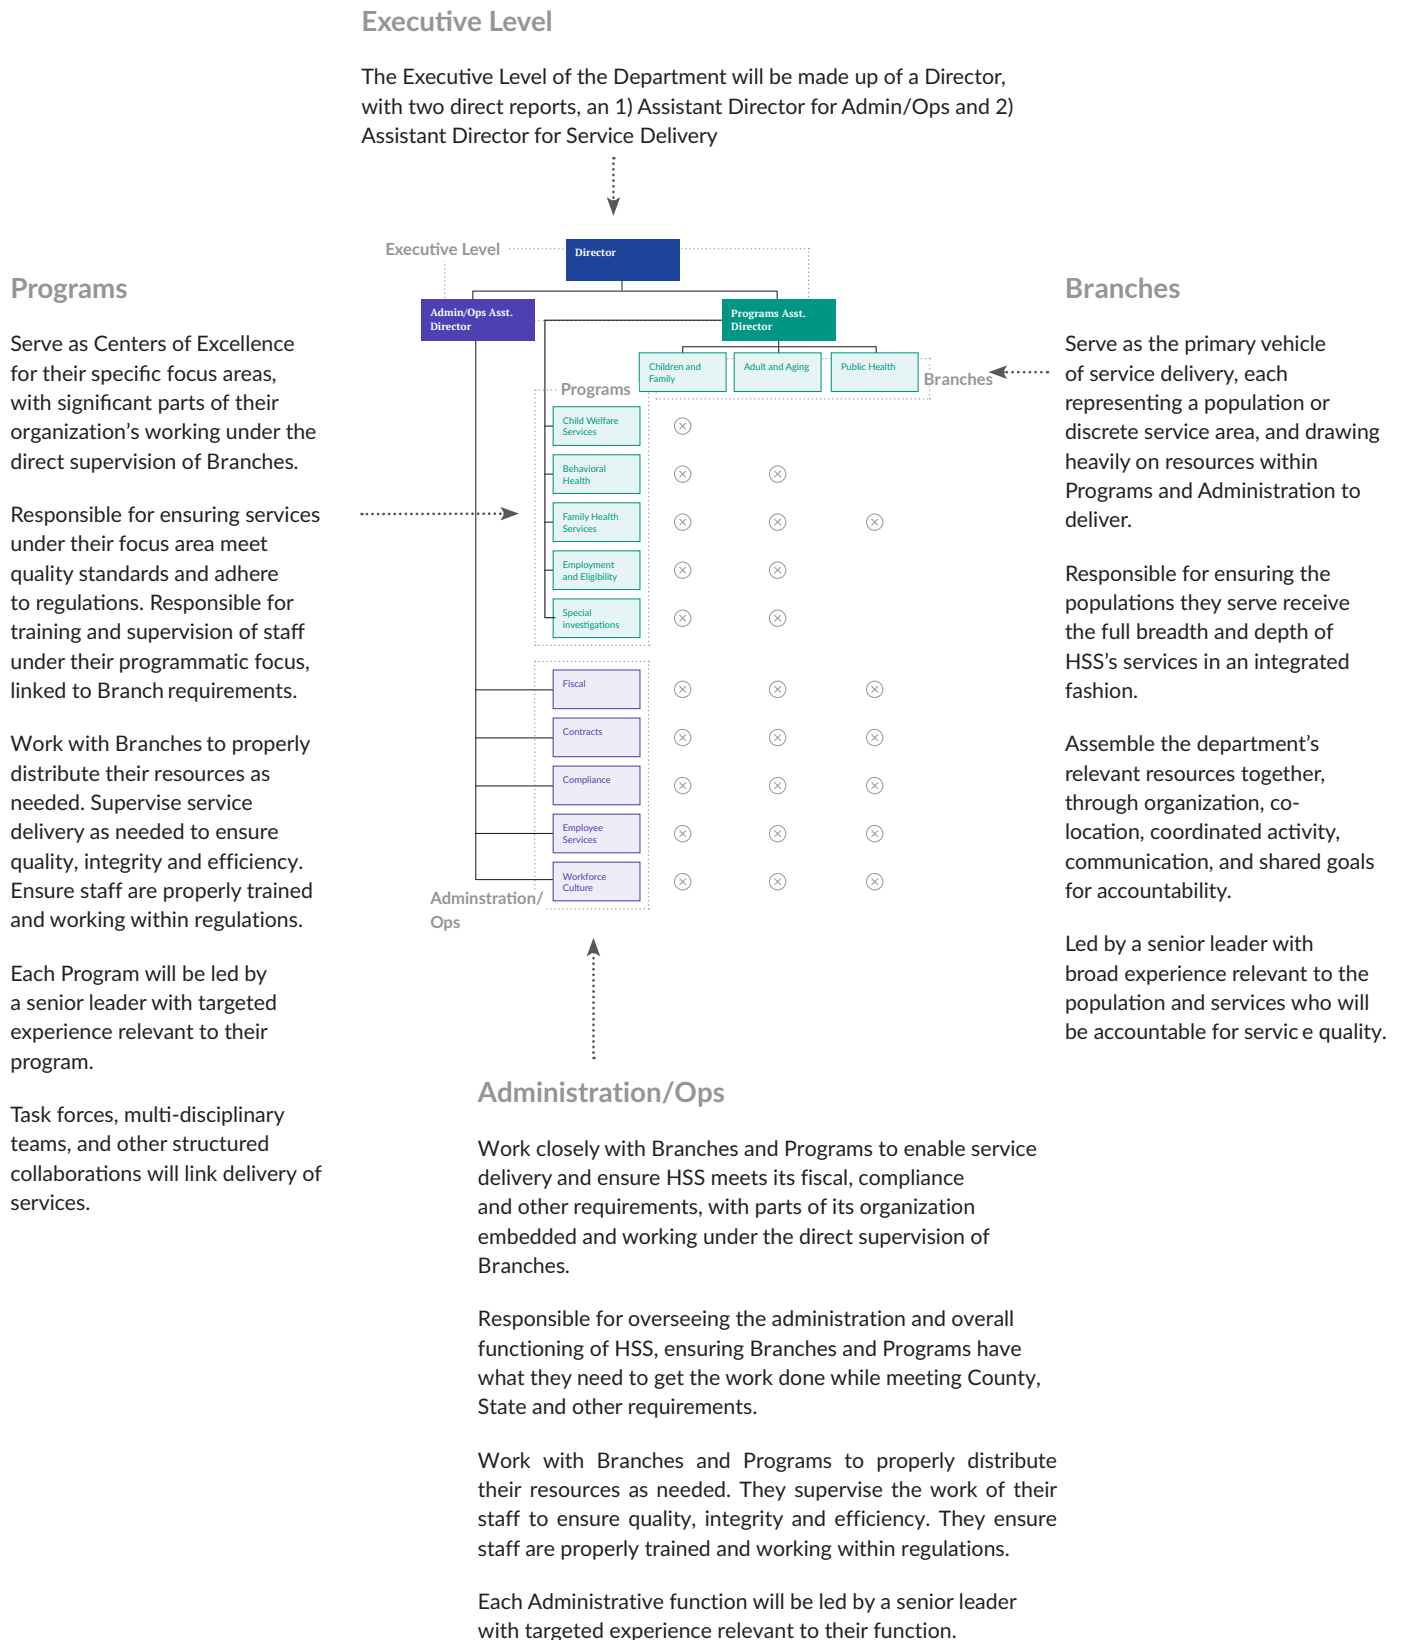 Executive Level
The Executive Level of the Department will be made up of a Director,
with two direct reports, an 1) Assistant Director for Admin/Ops and 2)
Assistant Director for Service Delivery
Programs
Serve as Centers of Excellence
for their specific focus areas,
with significant parts of their
organization's working under the
direct supervision of Branches.
Responsible for ensuring services
under their focus area meet
quality standards and adhere
to regulations. Responsible for
training and supervision of staff
under their programmatic focus,
linked to Branch requirements.
Work with Branches to properly
distribute their resources as
needed. Supervise service
delivery as needed to ensure
quality, integrity and efficiency.
Ensure staff are properly trained
and working within regulations.
Each Program will be led by
a senior leader with targeted
experience relevant to their
program.
Task forces, multi-disciplinary
teams, and other structured
collaborations will link delivery of
services.
Executive Level
Director
Admin/Ops Asst.
Director
Programs Asst.
Director
Children and
Family
Adult and Aging
Public Health
Branches
Programs
Child Welfare
Services
Behavioral
Health
Family Health
Services
Employment
and Eligibility
Special
investigations
Fiscal
Contracts
Compliance
Employee
Services
Workforce
Culture
Adminstration/
Ops
Branches
Serve as the primary vehicle
of service delivery, each
representing a population or
discrete service area, and drawing
heavily on resources within
Programs and Administration to
deliver.
Responsible for ensuring the
populations they serve receive
the full breadth and depth of
HSS's services in an integrated
fashion.
Assemble the department's
relevant resources together,
through organization, co-
location, coordinated activity,
communication, and shared goals
for accountability.
Led by a senior leader with
broad experience relevant to the
population and services who will
be accountable for servic e quality.
Administration/Ops
Work closely with Branches and Programs to enable service
delivery and ensure HSS meets its fiscal, compliance
and other requirements, with parts of its organization
embedded and working under the direct supervision of
Branches.
Responsible for overseeing the administration and overall
functioning of HSS, ensuring Branches and Programs have
what they need to get the work done while meeting County,
State and other requirements.
Work with Branches and Programs to properly distribute
their resources as needed. They supervise the work of their
staff to ensure quality, integrity and efficiency. They ensure
staff are properly trained and working within regulations.
Each Administrative function will be led by a senior leader
with targeted experience relevant to their function.